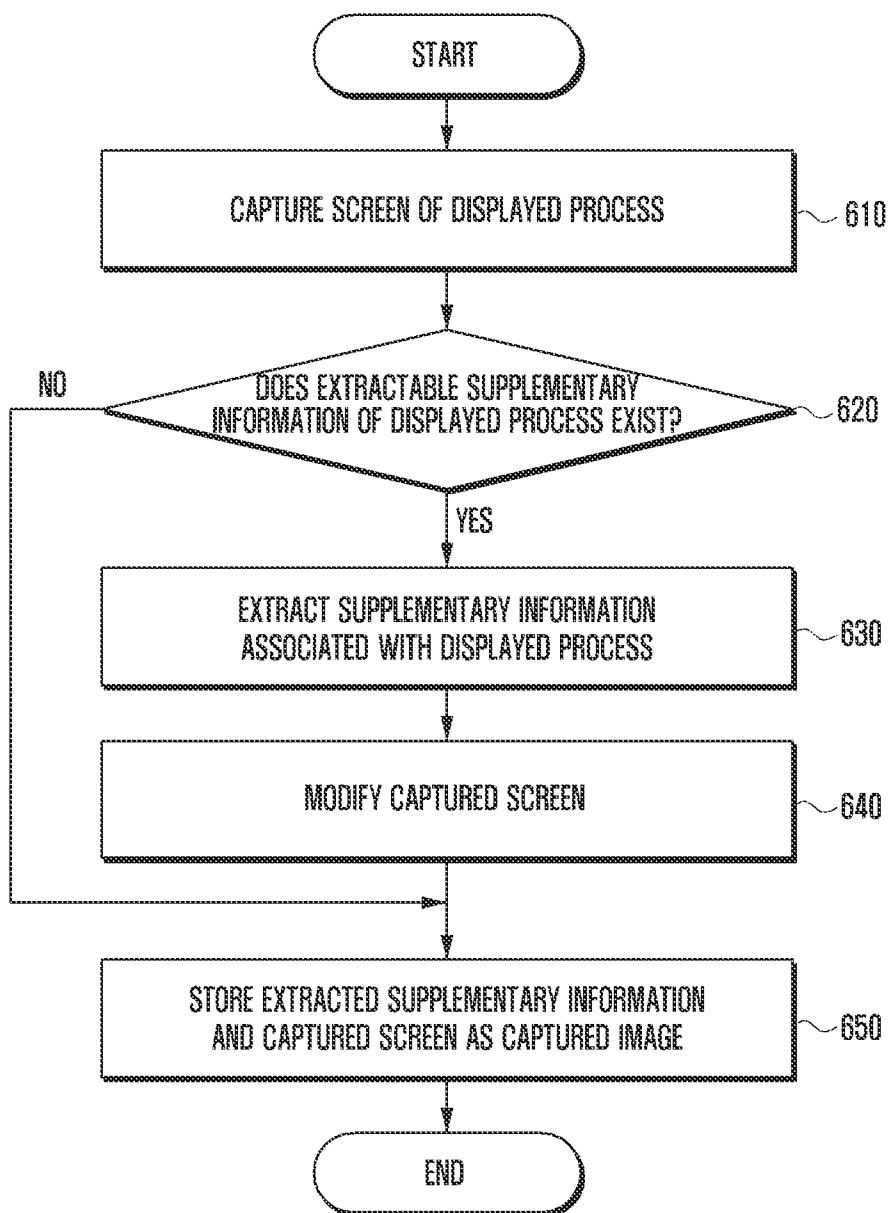 START
CAPTURE SCREEN OF DISPLAYED PROCESS
610
NO
DOES EXTRACTABLE SUPPLEMENTARY
INFORMATION OF DISPLAYED PROCESS EXIST?
620
YES
EXTRACT SUPPLEMENTARY INFORMATION
ASSOCIATED WITH DISPLAYED PROCESS
630
MODIFY CAPTURED SCREEN
640
STORE EXTRACTED SUPPLEMENTARY INFORMATION
AND CAPTURED SCREEN AS CAPTURED IMAGE
650
END